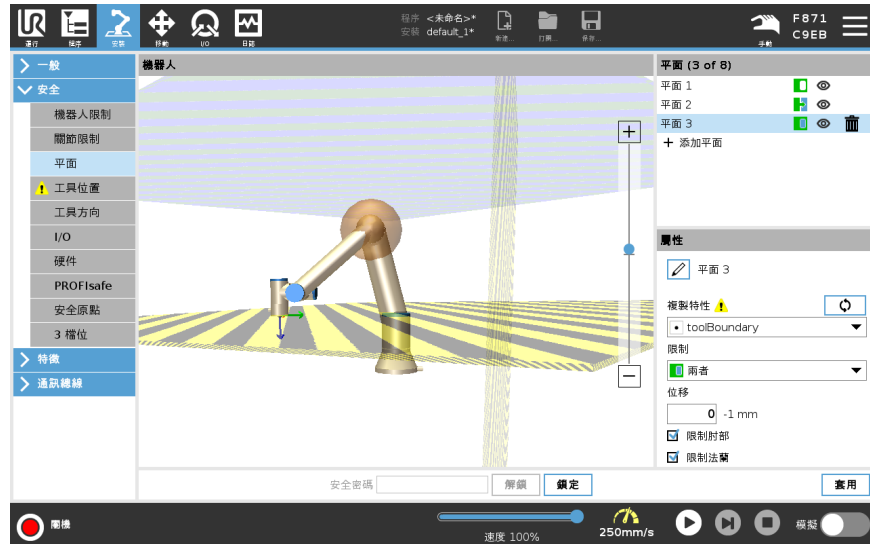 運行 程序 安裝 移動 I/O 日誌
程序 <未命名>*
安裝 default_1*
新建... 打開... 保存...
手動
F871
C9EB
一般
安全
機器人限制
關節限制
平面
工具位置
工具方向
I/O
硬件
PROFIsafe
安全原點
3 檔位
特徵
通訊總線
機器人
平面 (3 of 8)
平面 1
平面 2
平面 3
添加平面
屬性
平面 3
複製特性
toolBoundary
限制
兩者
位移
0 -1 mm
限制肘部
限制法蘭
安全密碼 解鎖 鎖定 套用
關機
速度 100%
250mm/s
模擬